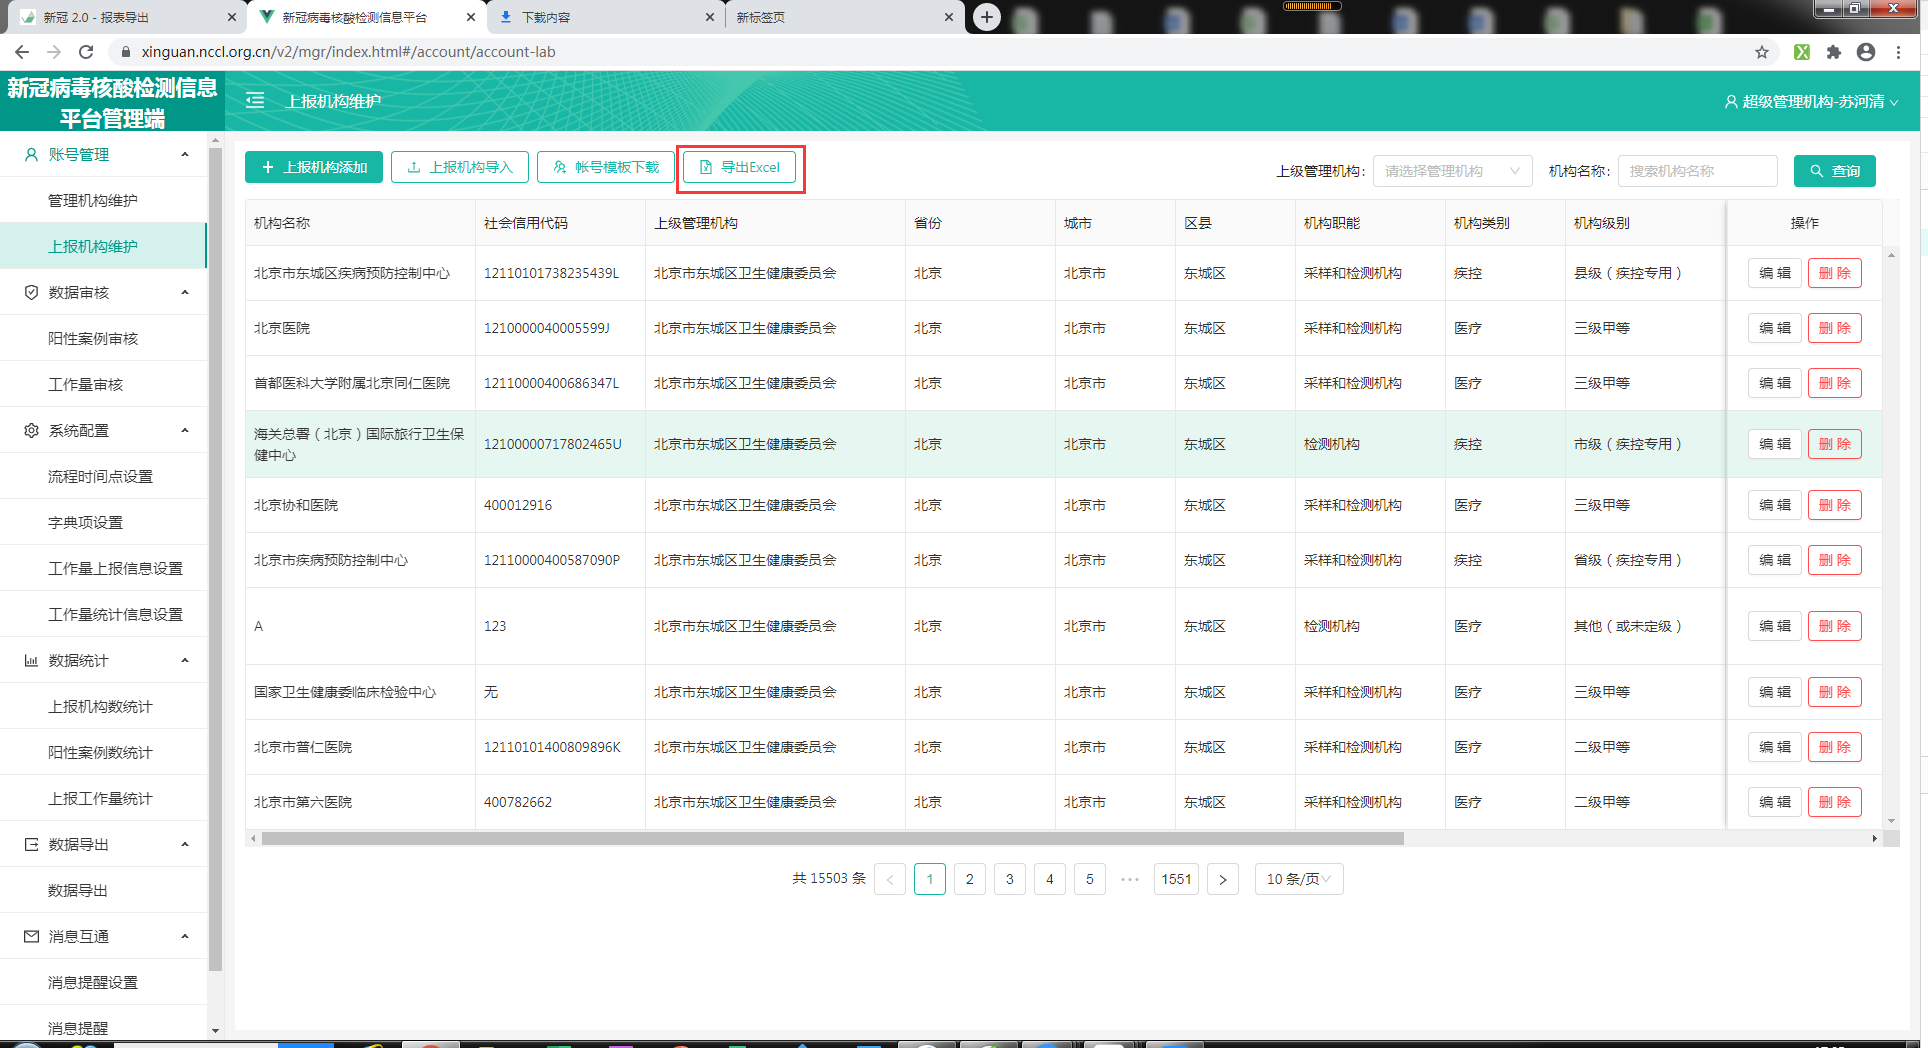 新冠 2.0 - 报表导出
新冠病毒核酸检测信息平台
下载内容
新标签页
xinguan.nccl.org.cn/v2/mgr/index.html#/account/account-lab
新冠病毒核酸检测信息
平台管理端
上报机构维护
超级管理机构-苏河清
账号管理
管理机构维护
上报机构维护
数据审核
阳性案例审核
工作量审核
系统配置
流程时间点设置
字典项设置
工作量上报信息设置
工作量统计信息设置
数据统计
上报机构数统计
阳性案例数统计
上报工作量统计
数据导出
数据导出
消息互通
消息提醒设置
消息提醒
上报机构添加 上报机构导入 帐号模板下载 导出Excel
上级管理机构： 请选择管理机构 机构名称： 搜索机构名称 查询
机构名称 社会信用代码 上级管理机构 省份 城市 区县 机构职能 机构类别 机构级别 操作
北京市东城区疾病预防控制中心 12110101738235439L 北京市东城区卫生健康委员会 北京 北京市 东城区 采样和检测机构 疾控 县级（疾控专用） 编 辑 删 除
北京医院 1210000040005599J 北京市东城区卫生健康委员会 北京 北京市 东城区 采样和检测机构 医疗 三级甲等 编 辑 删 除
首都医科大学附属北京同仁医院 12110000400686347L 北京市东城区卫生健康委员会 北京 北京市 东城区 采样和检测机构 医疗 三级甲等 编 辑 删 除
海关总署（北京）国际旅行卫生保
健中心 12100000717802465U 北京市东城区卫生健康委员会 北京 北京市 东城区 检测机构 疾控 市级（疾控专用） 编 辑 删 除
北京协和医院 400012916 北京市东城区卫生健康委员会 北京 北京市 东城区 采样和检测机构 医疗 三级甲等 编 辑 删 除
北京市疾病预防控制中心 12110000400587090P 北京市东城区卫生健康委员会 北京 北京市 东城区 采样和检测机构 疾控 省级（疾控专用） 编 辑 删 除
A 123 北京市东城区卫生健康委员会 北京 北京市 东城区 检测机构 医疗 其他（或未定级） 编 辑 删 除
国家卫生健康委临床检验中心 无 北京市东城区卫生健康委员会 北京 北京市 东城区 采样和检测机构 医疗 三级甲等 编 辑 删 除
北京市普仁医院 12110101400809896K 北京市东城区卫生健康委员会 北京 北京市 东城区 采样和检测机构 医疗 二级甲等 编 辑 删 除
北京市第六医院 400782662 北京市东城区卫生健康委员会 北京 北京市 东城区 采样和检测机构 医疗 二级甲等 编 辑 删 除
共 15503 条 < 1 2 3 4 5 ••• 1551 > 10 条/页